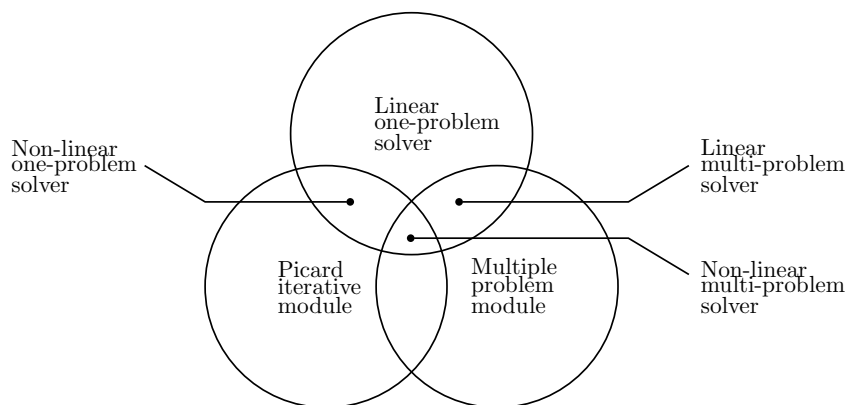 Linear
one-problem
solver
Non-linear
one-problem
solver
Linear
multi-problem
solver
Picard
iterative
module
Multiple
problem
module
Non-linear
multi-problem
solver